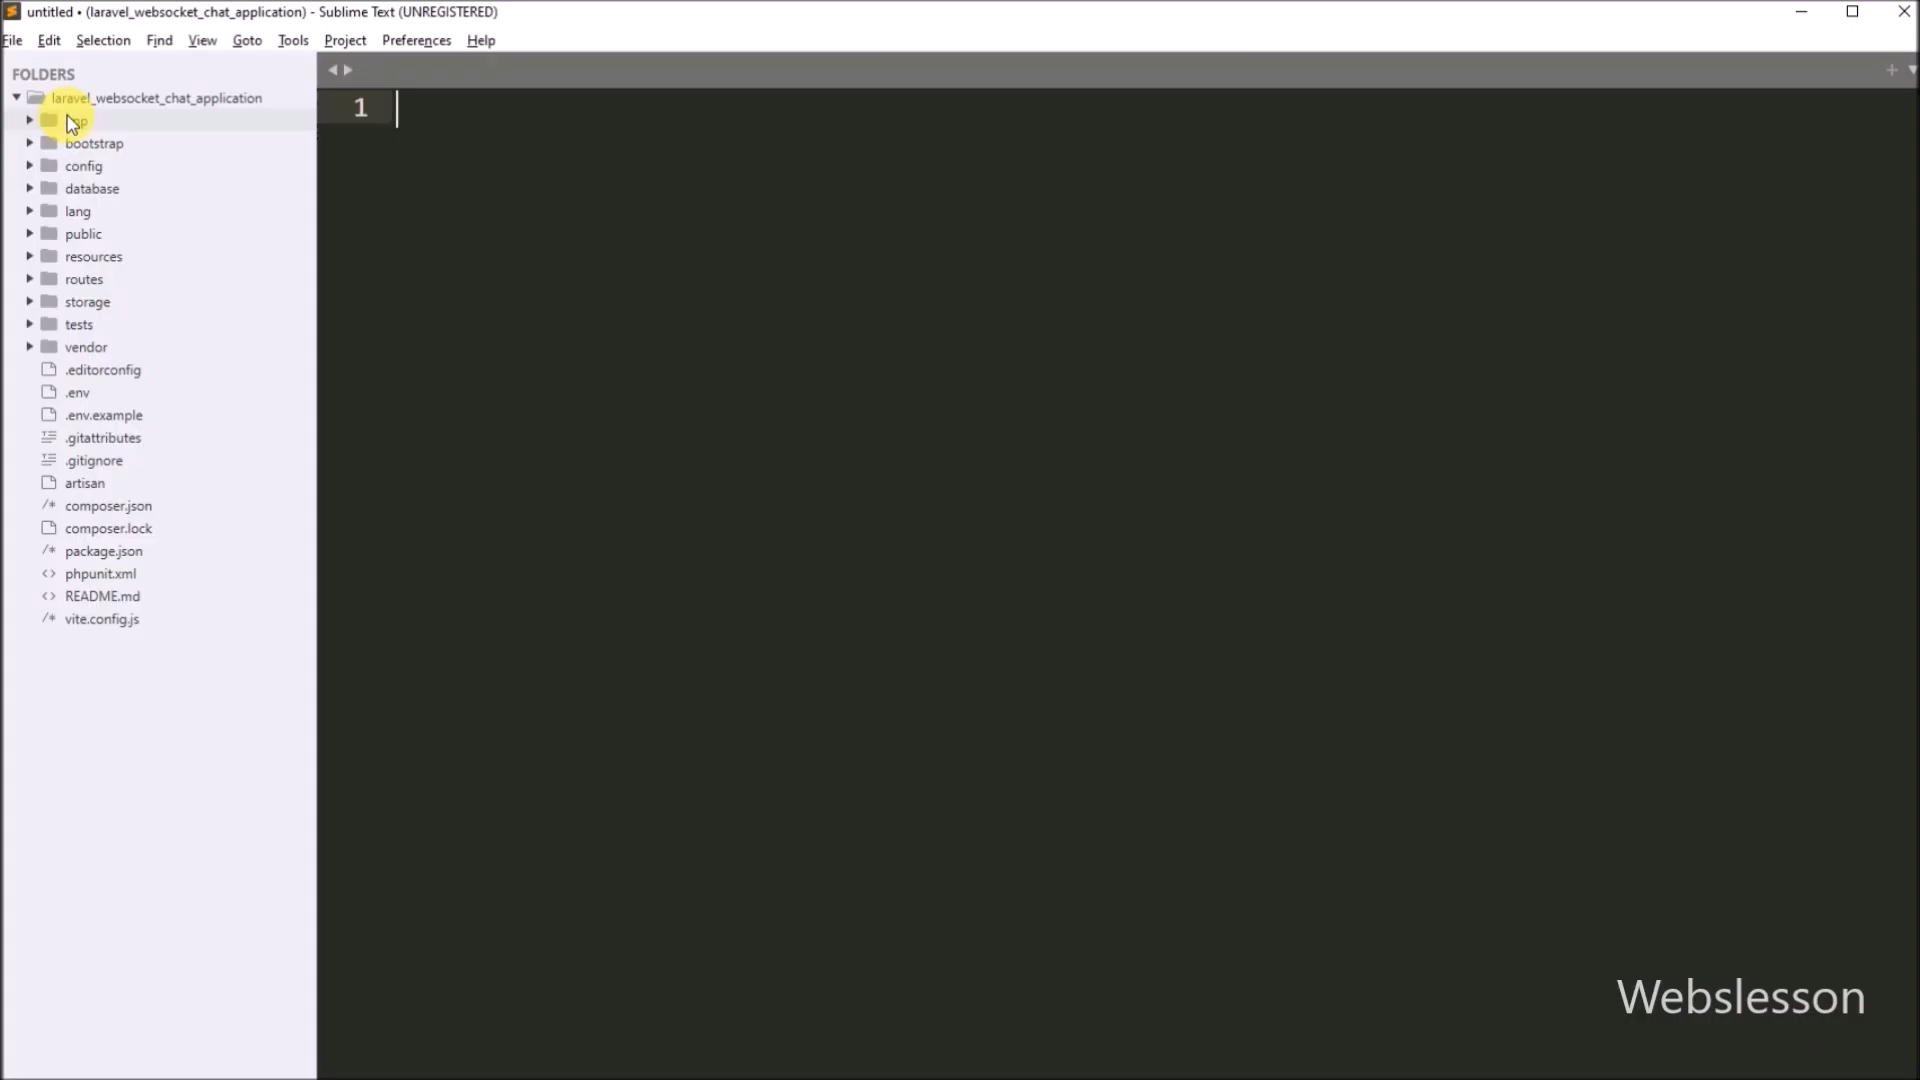 untitled • (laravel_websocket_chat_application) - Sublime Text (UNREGISTERED)
File Edit Selection Find View Goto Tools Project Preferences Help
FOLDERS
laravel_websocket_chat_application
bootstrap
config
database
lang
public
resources
routes
storage
tests
vendor
.editorconfig
.env
.env.example
.gitattributes
.gitignore
artisan
composer.json
composer.lock
package.json
phpunit.xml
README.md
vite.config.js
1
Webslesson